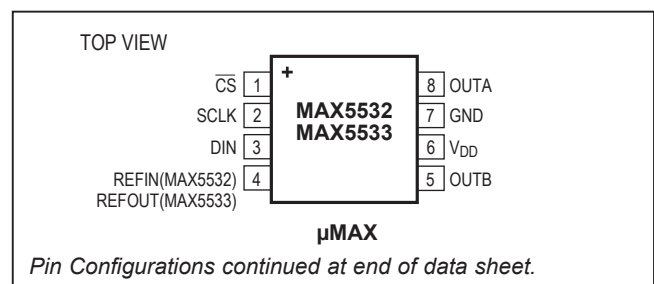 TOP VIEW
+
C̅S̅ 1
SCLK 2
DIN 3
REFIN(MAX5532) 4
REFOUT(MAX5533)
MAX5532
MAX5533
8 OUTA
7 GND
6 VDD
5 OUTB
µMAX
Pin Configurations continued at end of data sheet.